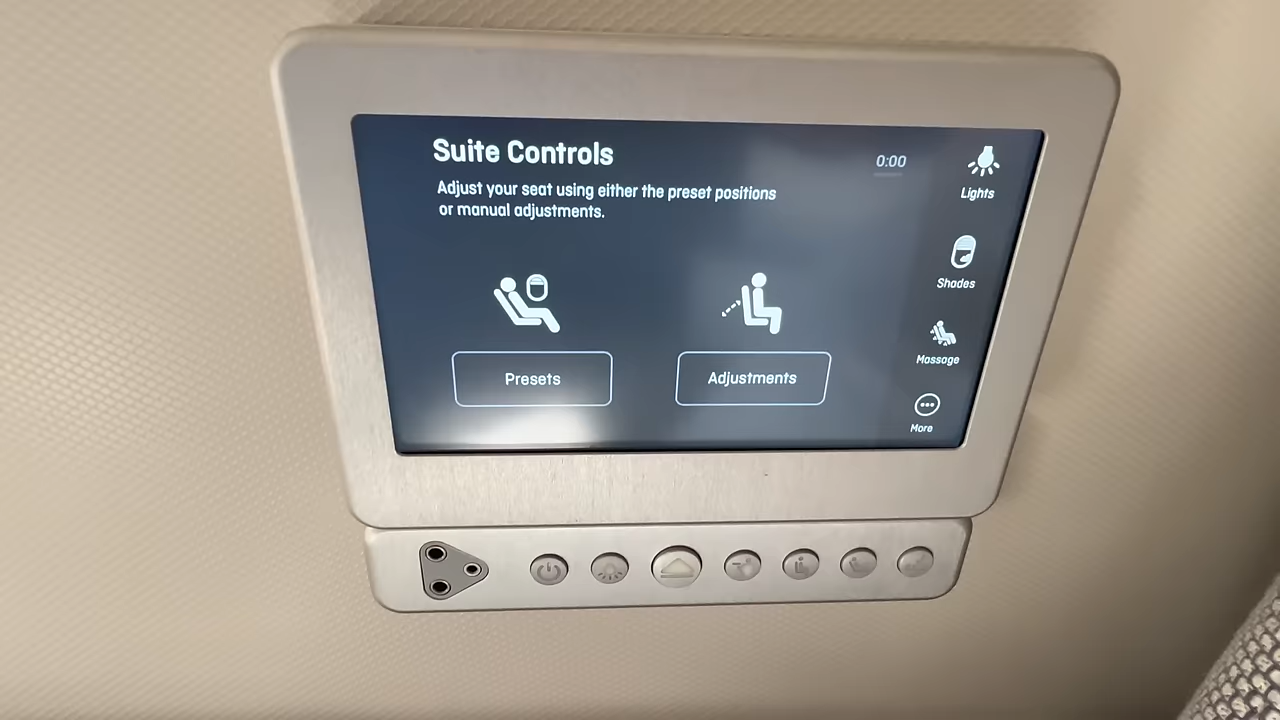 Suite Controls
0:00
Adjust your seat using either the preset positions
or manual adjustments.
Presets
Adjustments
Lights
Shades
Massage
More